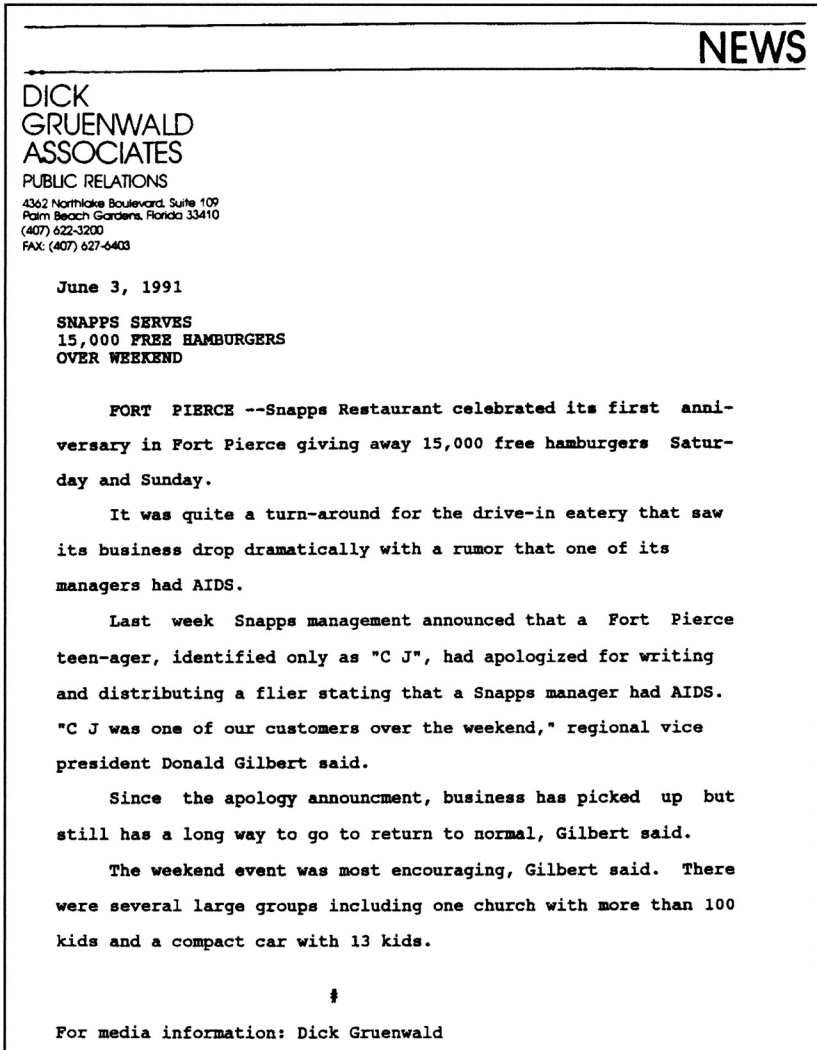 NEWS
DICK
GRUENWALD
ASSOCIATES
PUBLIC RELATIONS
4362 Northlake Boulevard, Suite 109
Palm Beach Gardens, Florida 33410
(407) 622-3200
FAX: (407) 627-6403
June 3, 1991
SNAPPS SERVES
15,000 FREE HAMBURGERS
OVER WEEKEND
FORT PIERCE --Snapps Restaurant celebrated its first anni-
versary in Fort Pierce giving away 15,000 free hamburgers Satur-
day and Sunday.
It was quite a turn-around for the drive-in eatery that saw
its business drop dramatically with a rumor that one of its
managers had AIDS.
Last week Snapps management announced that a Fort Pierce
teen-ager, identified only as "C J", had apologized for writing
and distributing a flier stating that a Snapps manager had AIDS.
"C J was one of our customers over the weekend," regional vice
president Donald Gilbert said.
Since the apology announcment, business has picked up but
still has a long way to go to return to normal, Gilbert said.
The weekend event was most encouraging, Gilbert said. There
were several large groups including one church with more than 100
kids and a compact car with 13 kids.
#
For media information: Dick Gruenwald